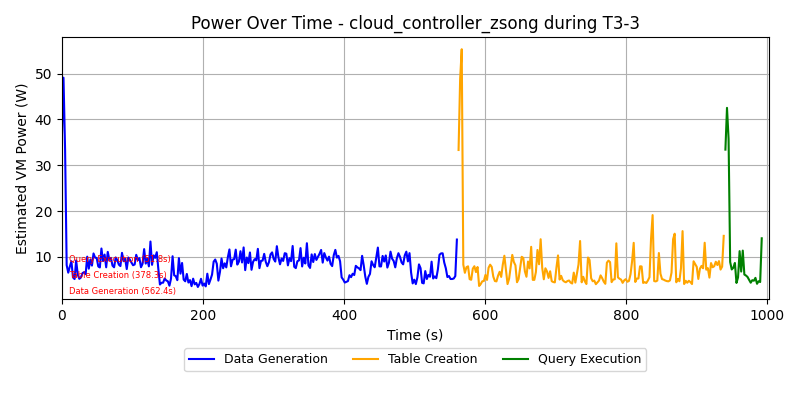 Power Over Time - cloud_controller_zsong during T3-3
Estimated VM Power (W)
50
40
30
20
10
Table Creation (378.3s)
Data Generation (562.4s)
0
200
400
600
800
1000
Time (s)
Data Generation
Table Creation
Query Execution